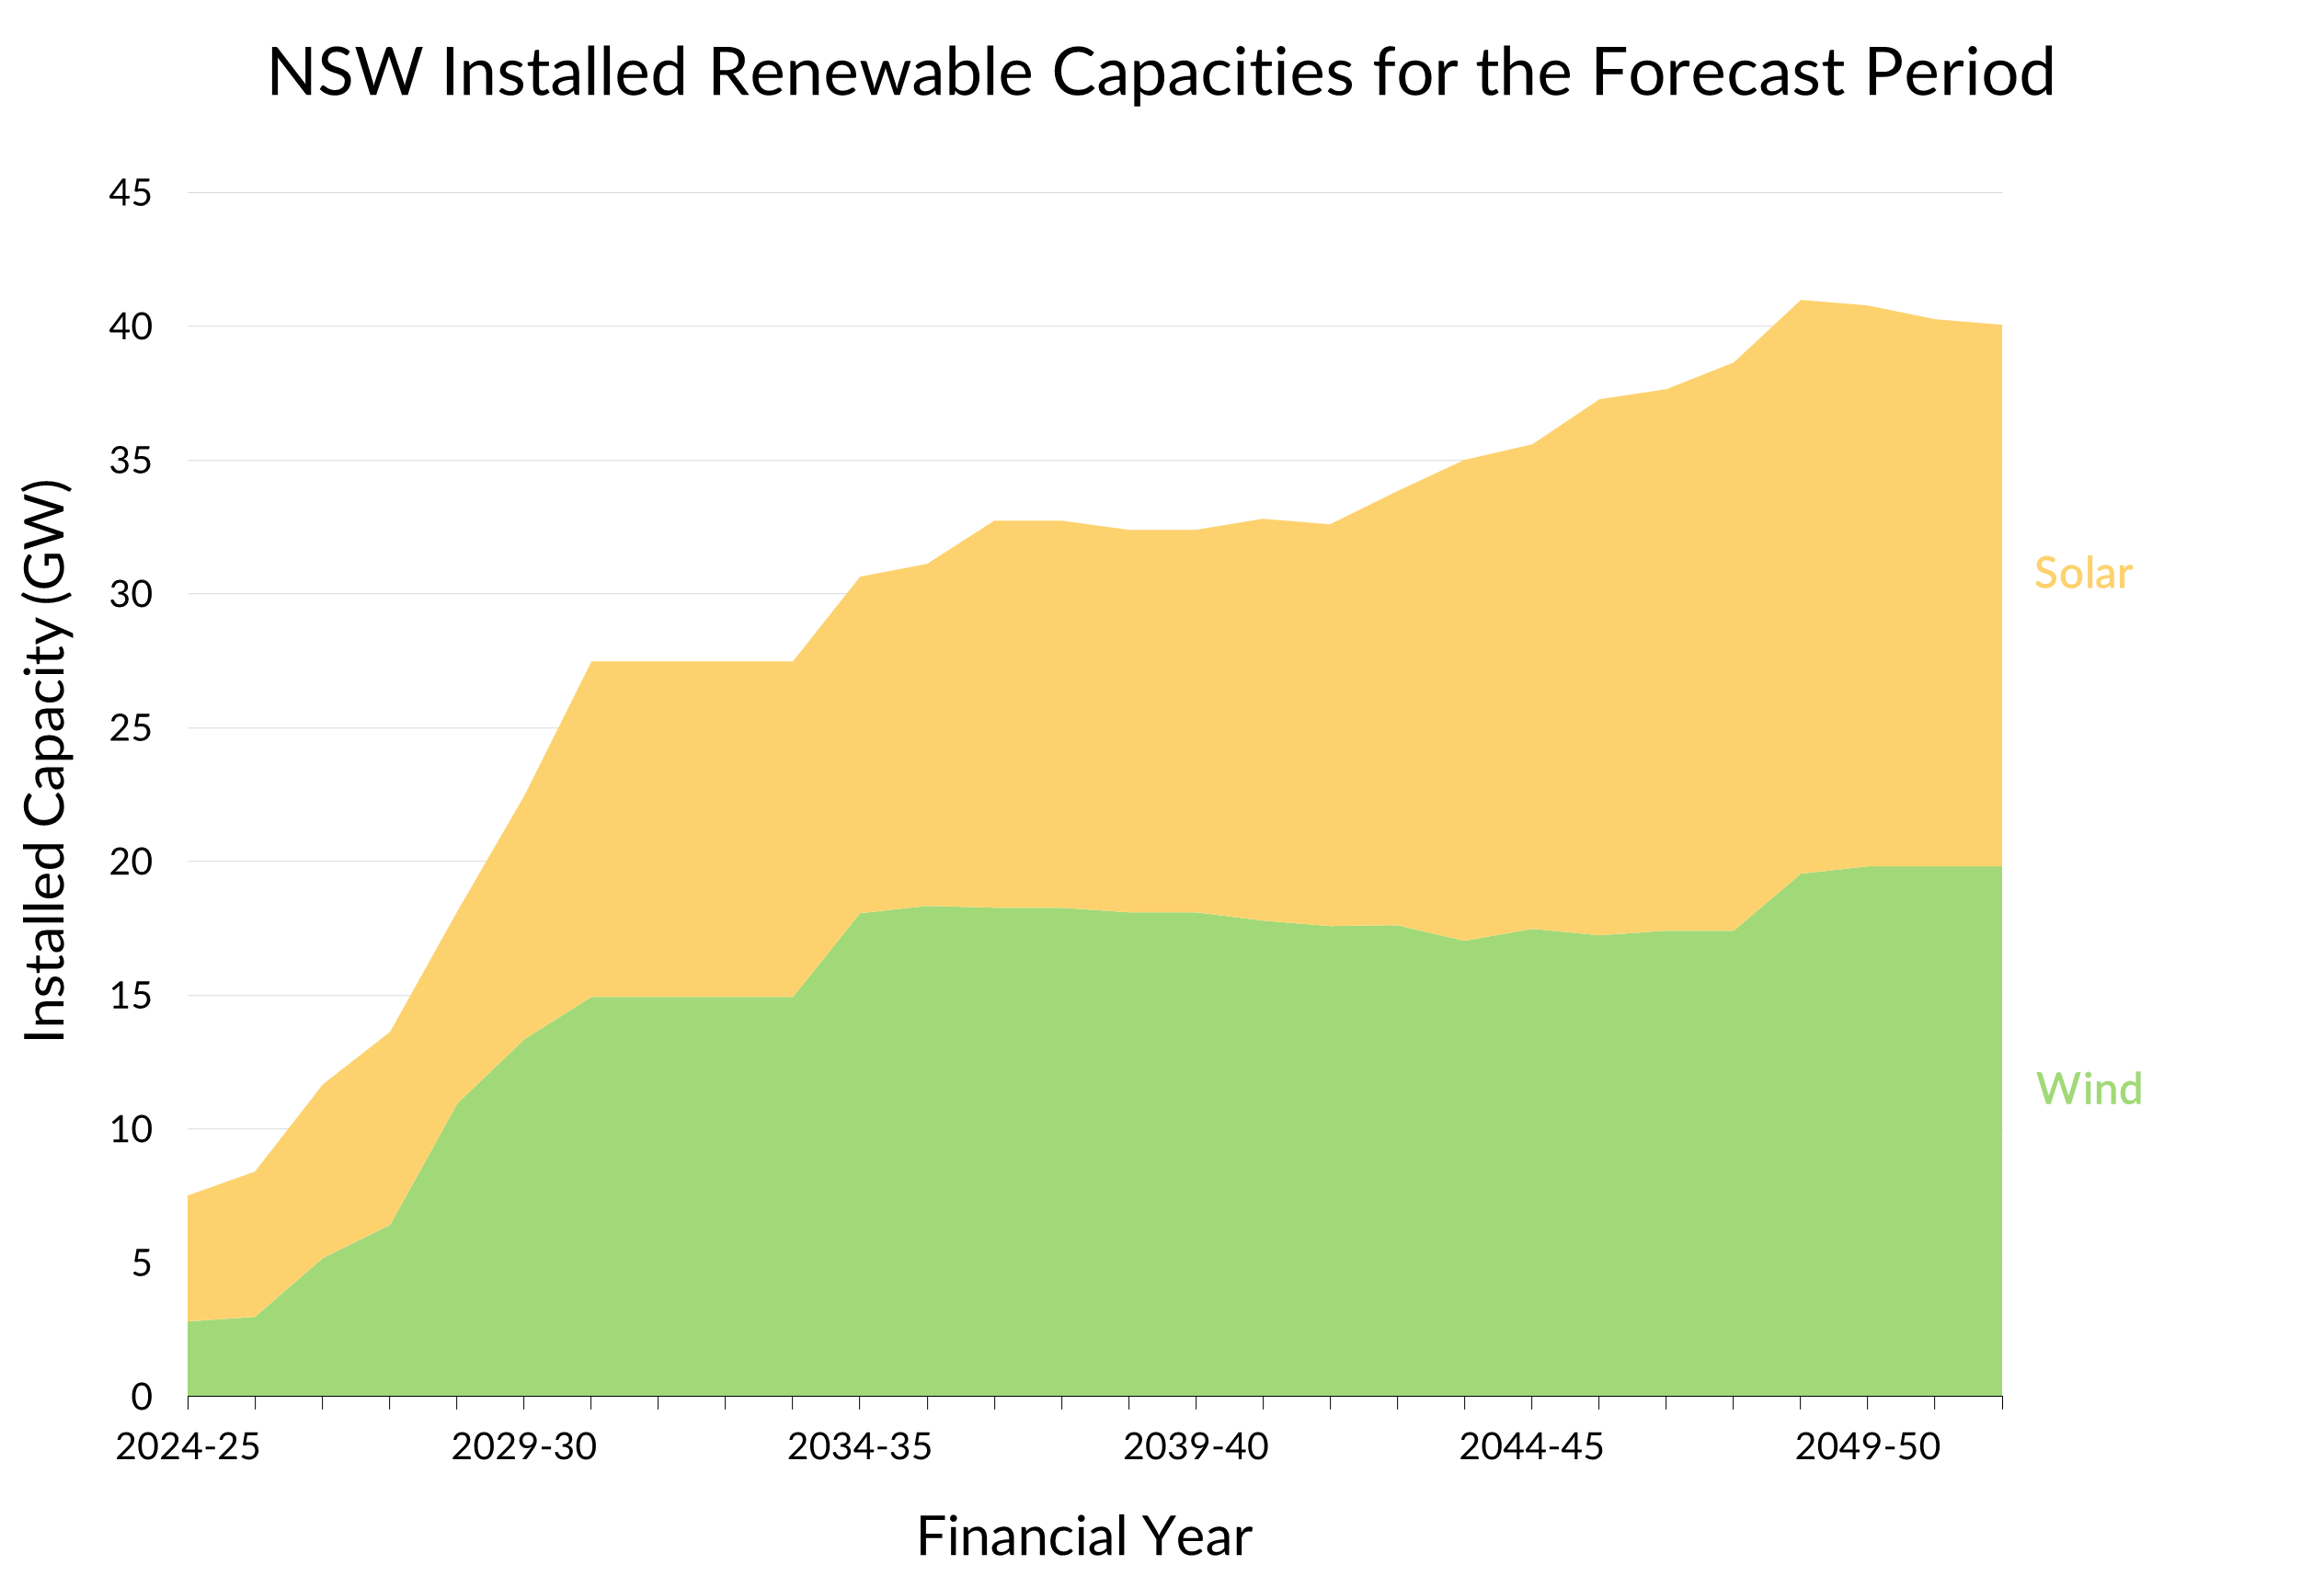 NSW Installed Renewable Capacities for the Forecast Period
Installed Capacity (GW)
45
40
35
30
25
20
15
10
5
0
Solar
Wind
2024-25 2029-30 2034-35 2039-40 2044-45 2049-50
Financial Year